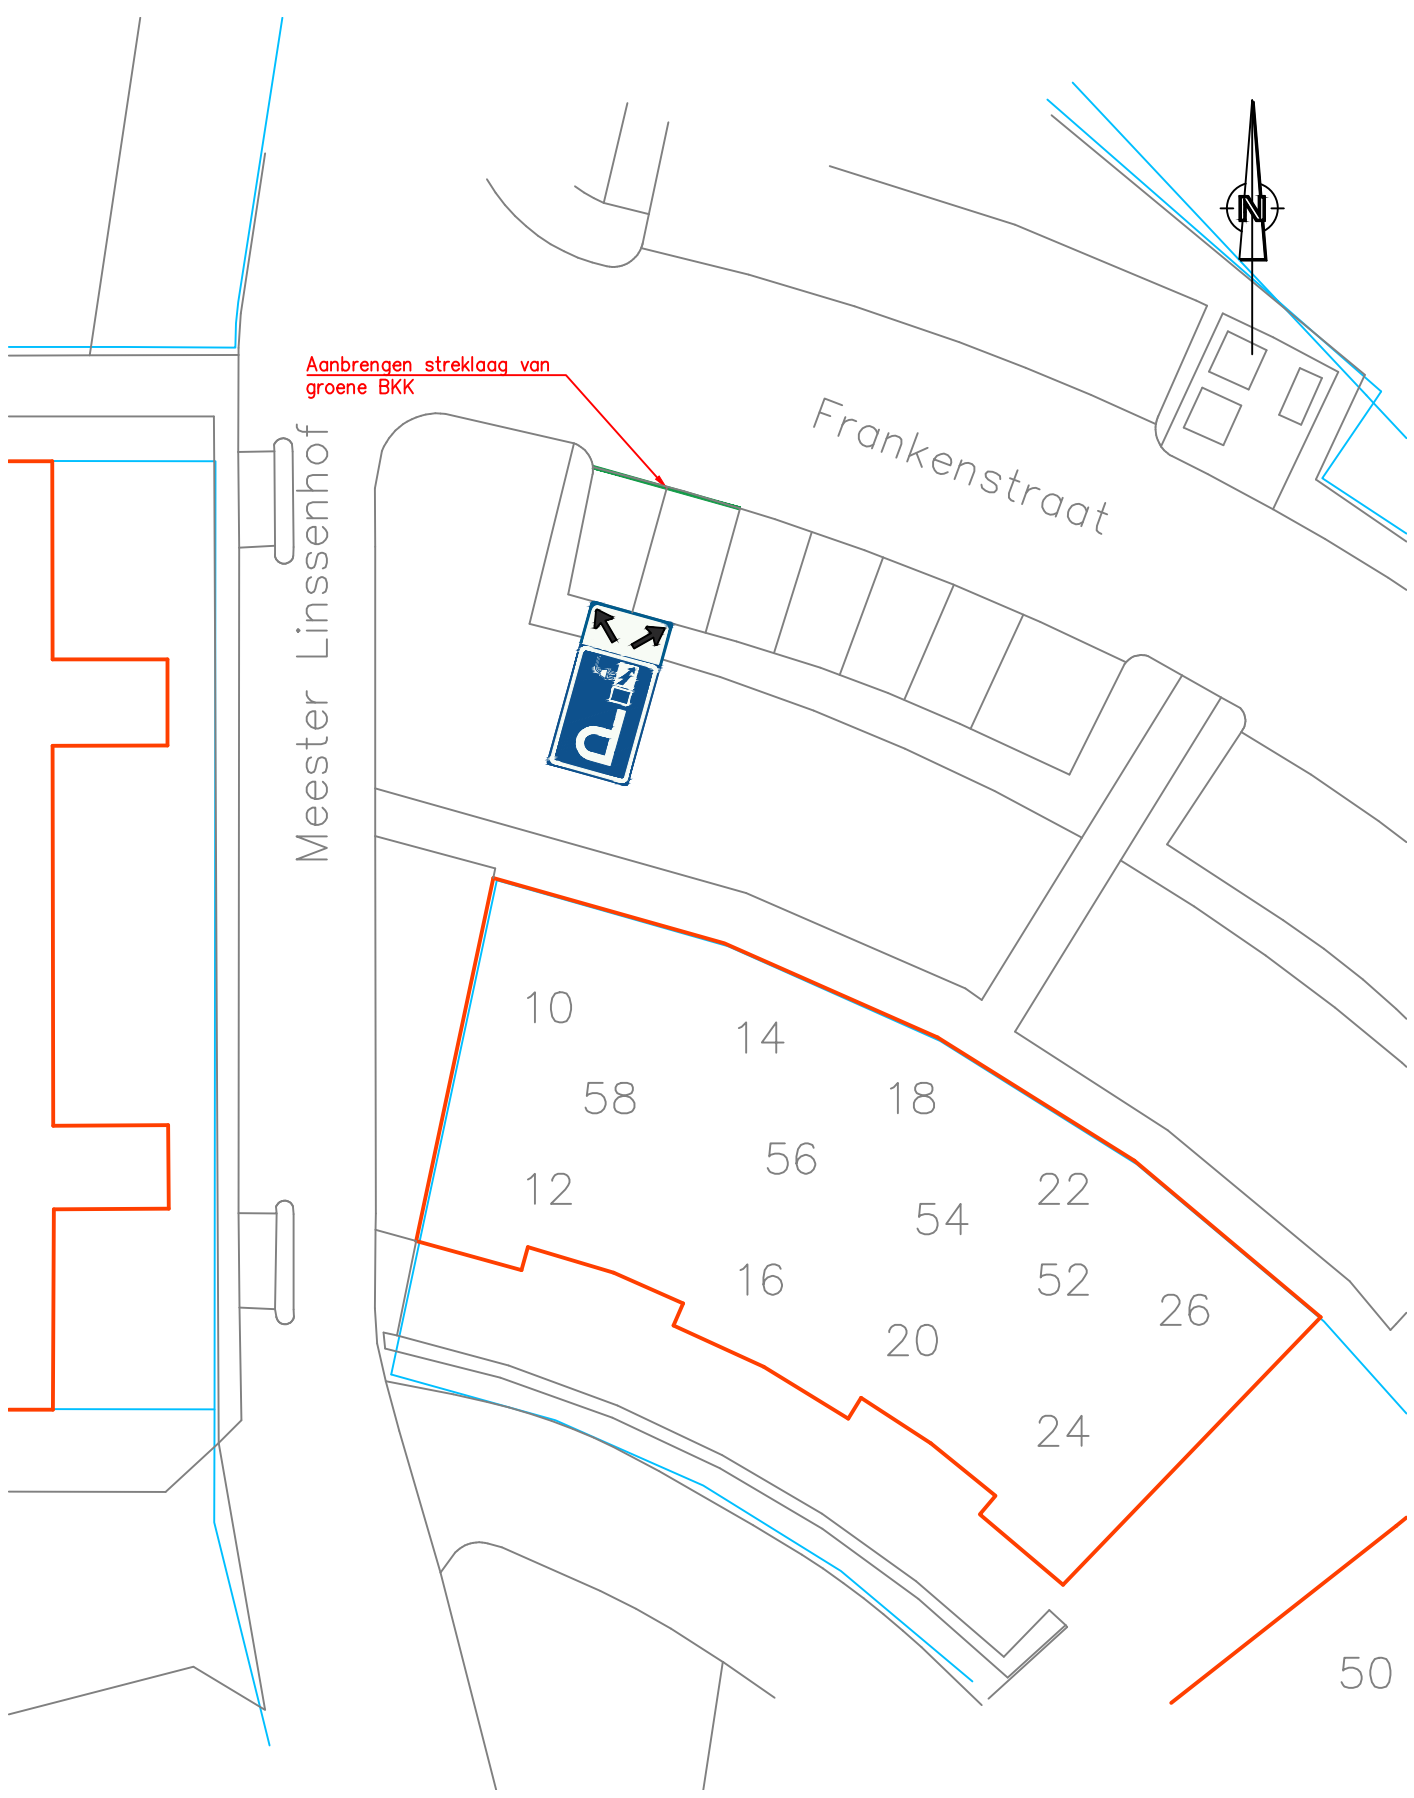 N
Aanbrengen streklaag van
groene BKK
Frankenstraat
Meester Linssenhof
P
10
14
58
18
56
12
22
54
16
52
26
20
24
50